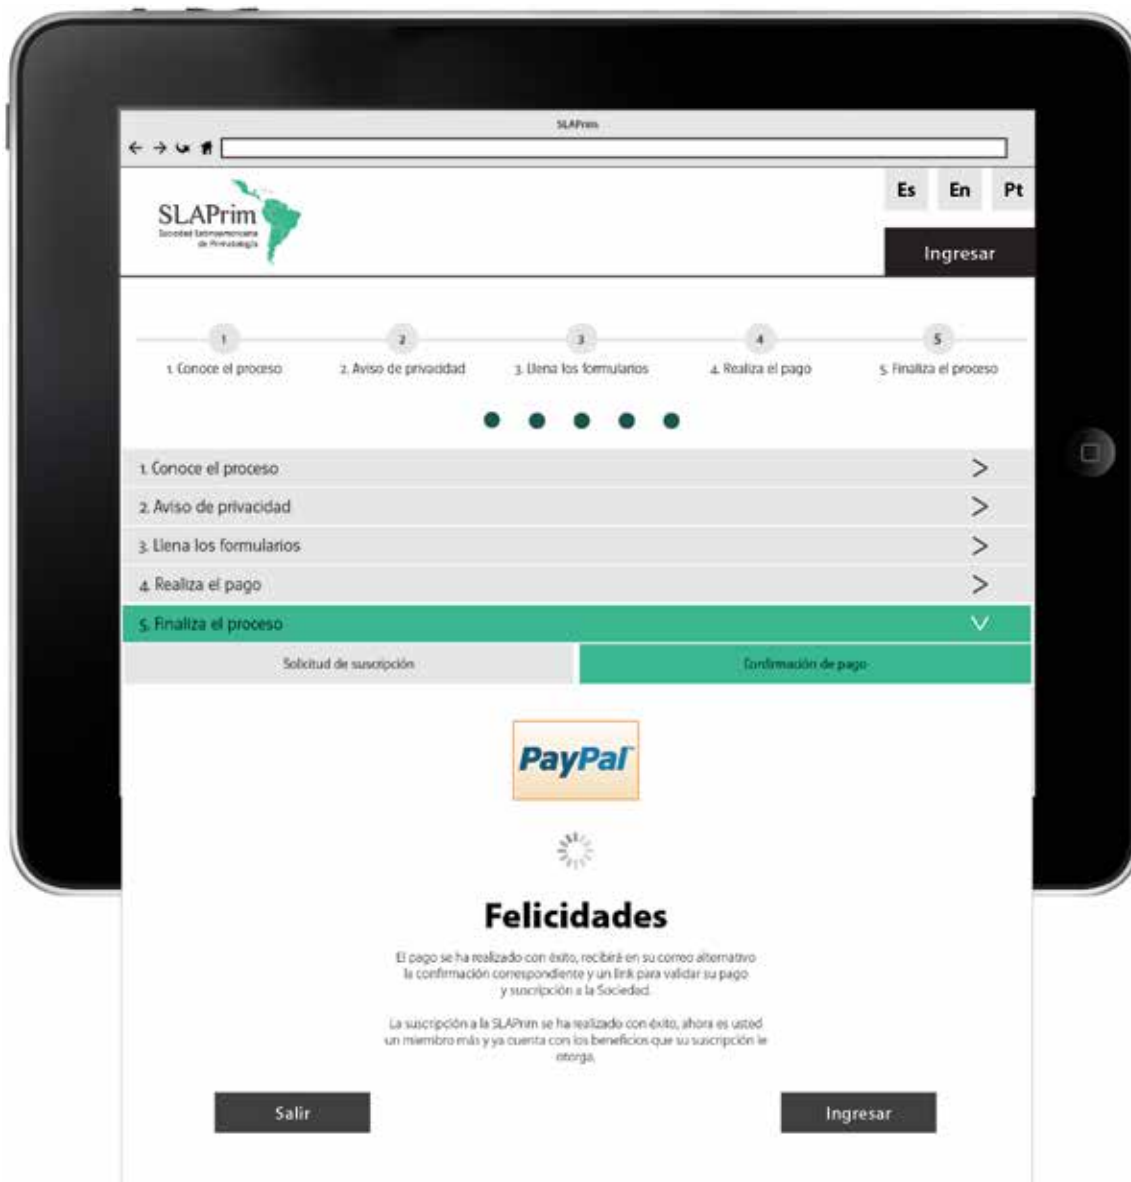 SLAPrim
SLAPrim
Sociedad Latinoamericana
de Primatología
Es En Pt
Ingresar
1 2 3 4 5
1. Conoce el proceso 2. Aviso de privacidad 3. Llena los formularios 4. Realiza el pago 5. Finaliza el proceso
1. Conoce el proceso
2. Aviso de privacidad
3. Llena los formularios
4. Realiza el pago
5. Finaliza el proceso
Solicitud de suscripción Confirmación de pago
PayPal
Felicidades
El pago se ha realizado con éxito, recibirá en su correo alternativo
la confirmación correspondiente y un link para validar su pago
y suscripción a la Sociedad.
La suscripción a la SLAPrim se ha realizado con éxito, ahora es usted
un miembro más y ya cuenta con los beneficios que su suscripción le
otorga.
Salir Ingresar